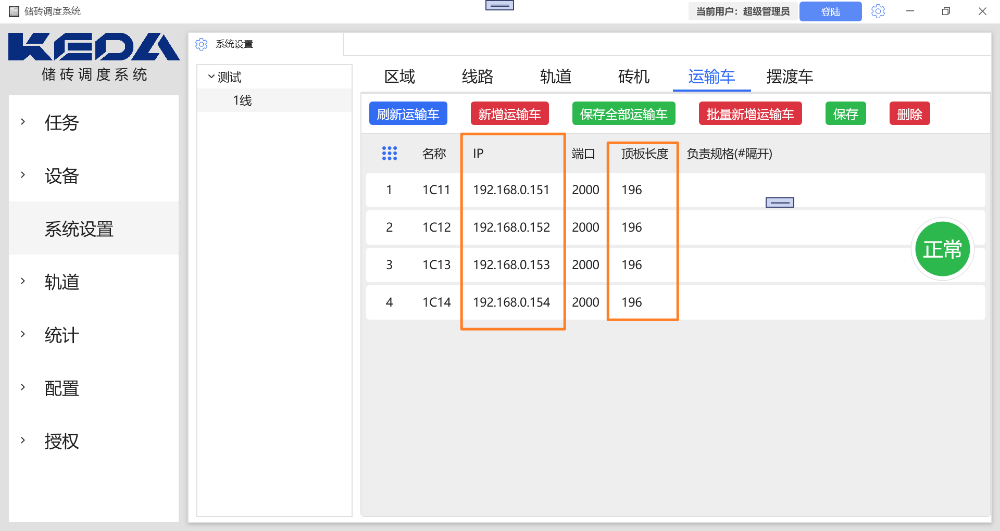 储砖调度系统
当前用户：超级管理员
登陆
KEDA
储砖调度系统
任务
设备
系统设置
轨道
统计
配置
授权
系统设置
测试
1线
区域 线路 轨道 砖机 运输车 摆渡车
刷新运输车 新增运输车 保存全部运输车 批量新增运输车 保存 删除
名称 IP 端口 顶板长度 负责规格(#隔开)
1 1C11 192.168.0.151 2000 196
2 1C12 192.168.0.152 2000 196
3 1C13 192.168.0.153 2000 196
4 1C14 192.168.0.154 2000 196
正常